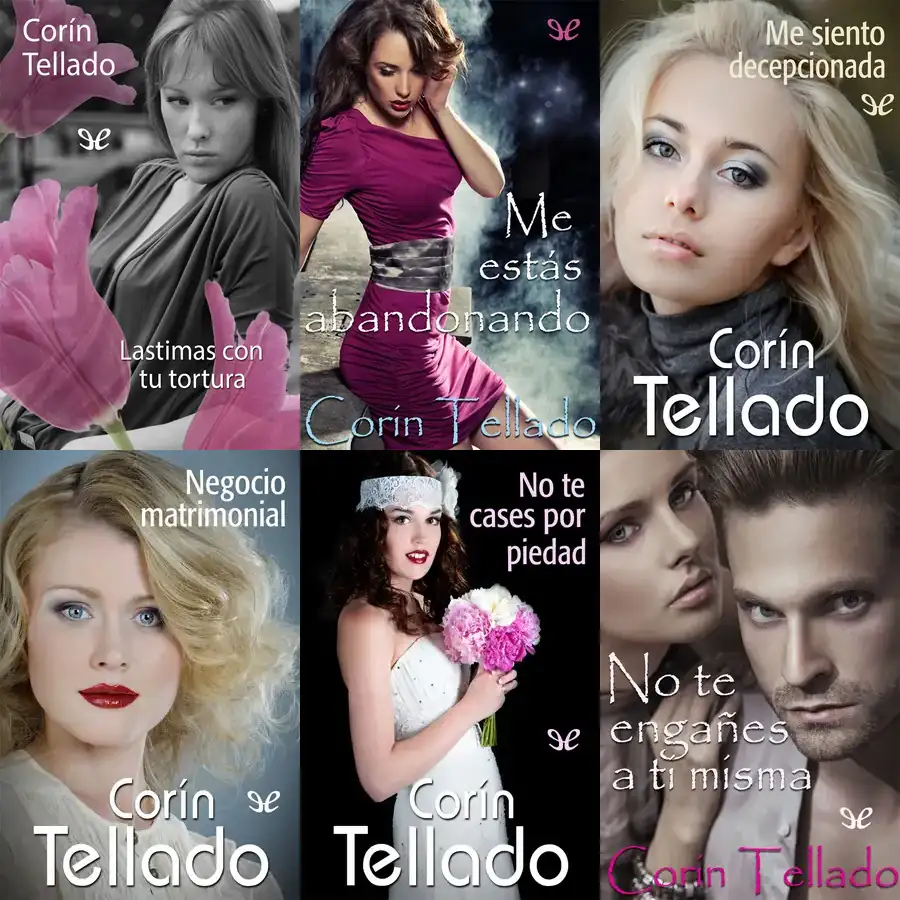 Corín
Tellado
Lastimas con
tu tortura
Me
estás
abandonando
Corín Tellado
Me siento
decepcionada
Corín
Tellado
Negocio
matrimonial
Corín
Tellado
No te
cases por
piedad
Corín
Tellado
No te
engañes
a ti misma
Corín Tellado